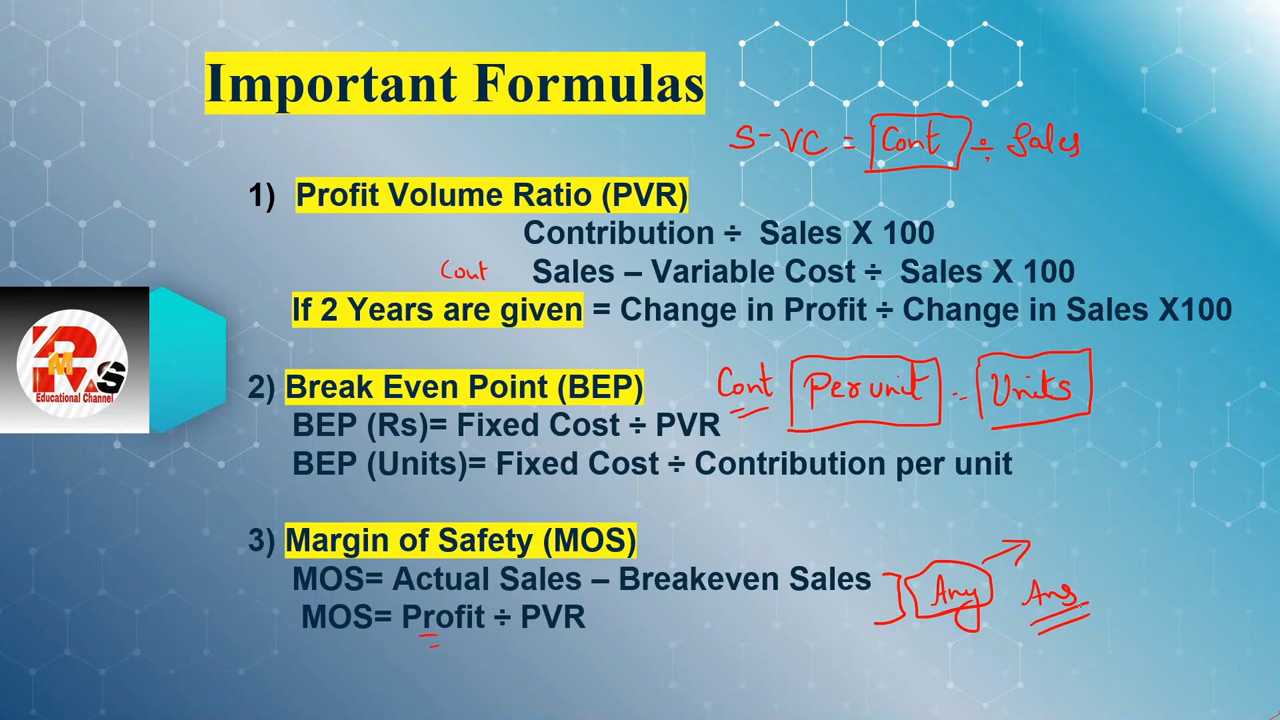 Important Formulas
S - VC = Cont ÷ Sales
1) Profit Volume Ratio (PVR)
Contribution ÷ Sales X 100
Cont Sales – Variable Cost ÷ Sales X 100
If 2 Years are given = Change in Profit ÷ Change in Sales X100
RMS
Educational Channel
2) Break Even Point (BEP)
Cont Per unit = Units
BEP (Rs)= Fixed Cost ÷ PVR
BEP (Units)= Fixed Cost ÷ Contribution per unit
3) Margin of Safety (MOS)
MOS= Actual Sales – Breakeven Sales
Any Ans
MOS= Profit ÷ PVR